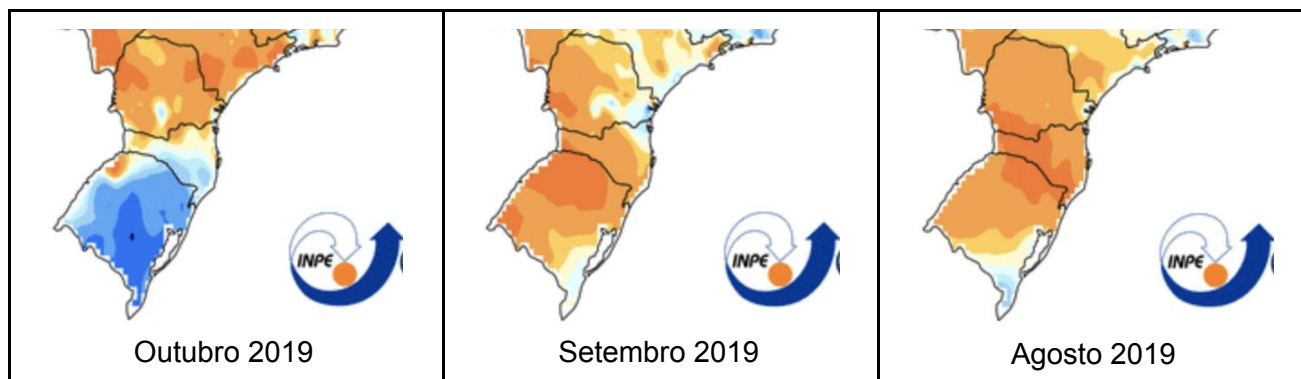 INPE
Outubro 2019
INPE
Setembro 2019
INPE
Agosto 2019